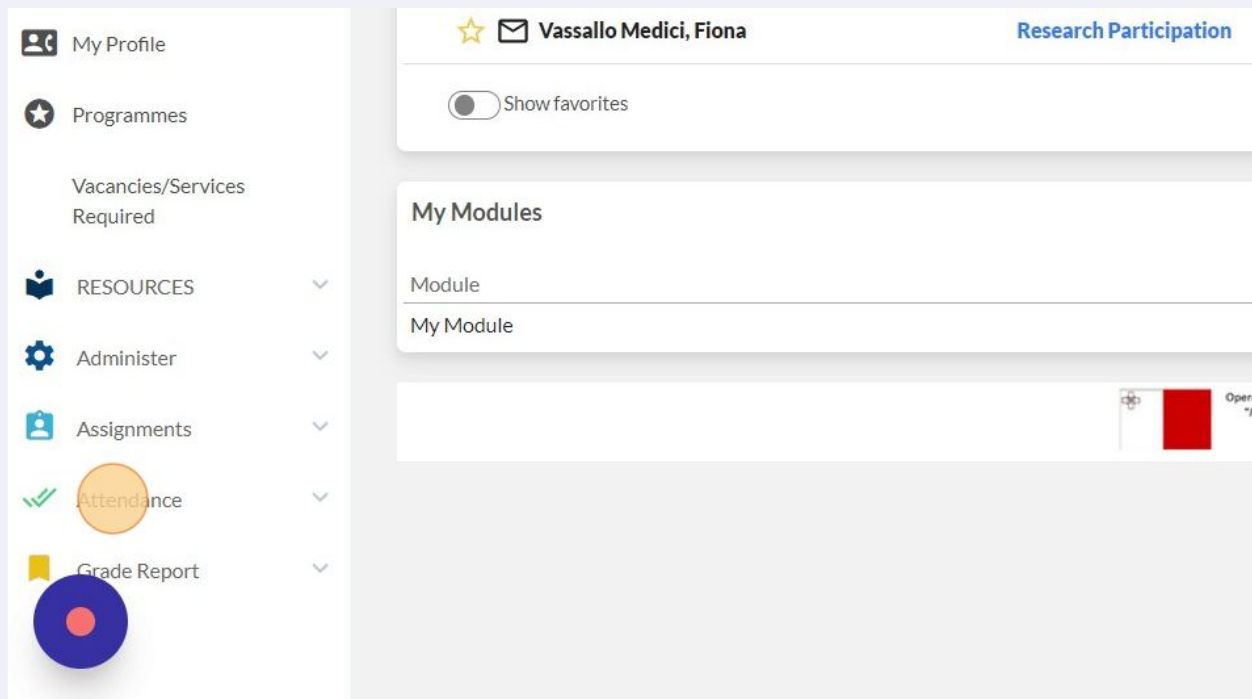 My Profile
Programmes
Vacancies/Services
Required
RESOURCES
Administer
Assignments
Attendance
Grade Report
Vassallo Medici, Fiona
Research Participation
Show favorites
My Modules
Module
My Module